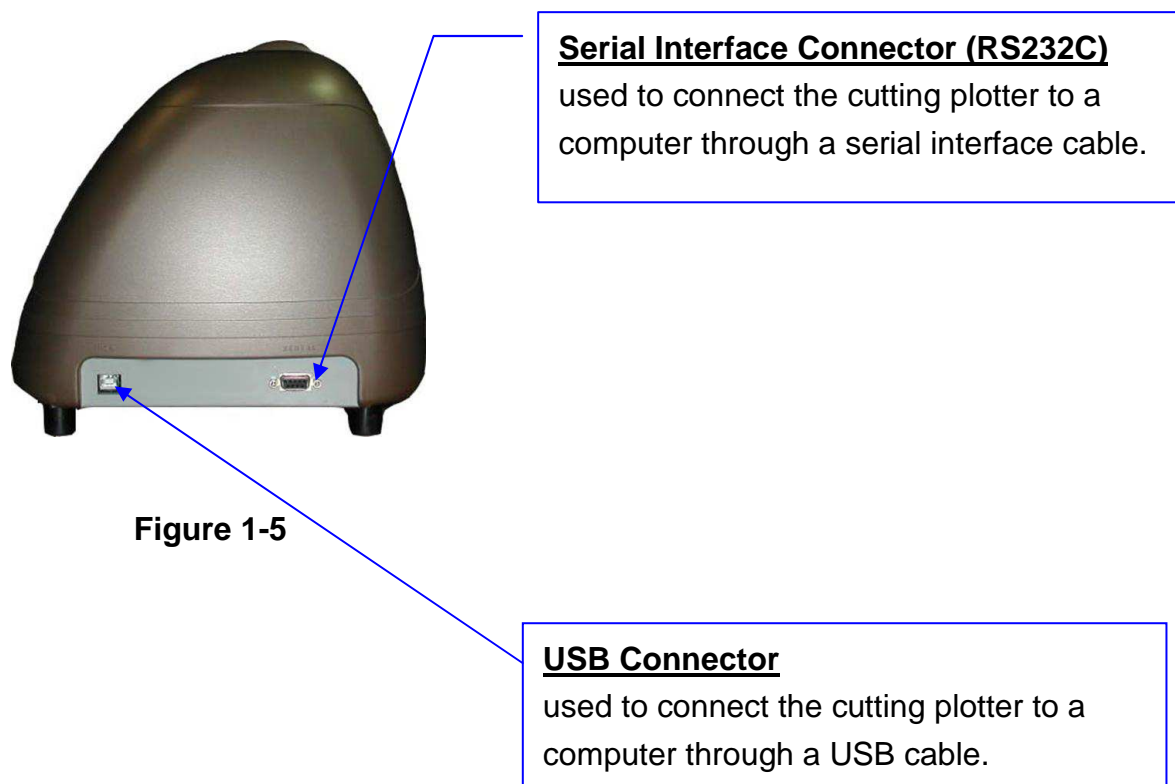 Serial Interface Connector (RS232C)
used to connect the cutting plotter to a
computer through a serial interface cable.
Figure 1-5
USB Connector
used to connect the cutting plotter to a
computer through a USB cable.